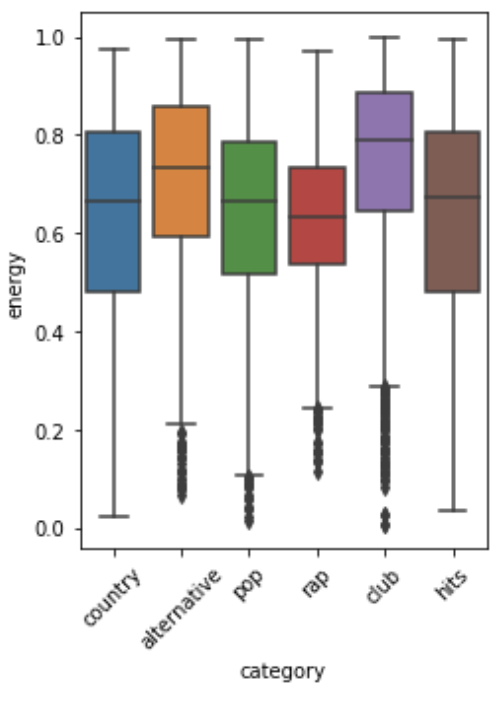 1.0
0.8
0.6
0.4
0.2
0.0
energy
country
alternative
pop
rap
club
hits
category